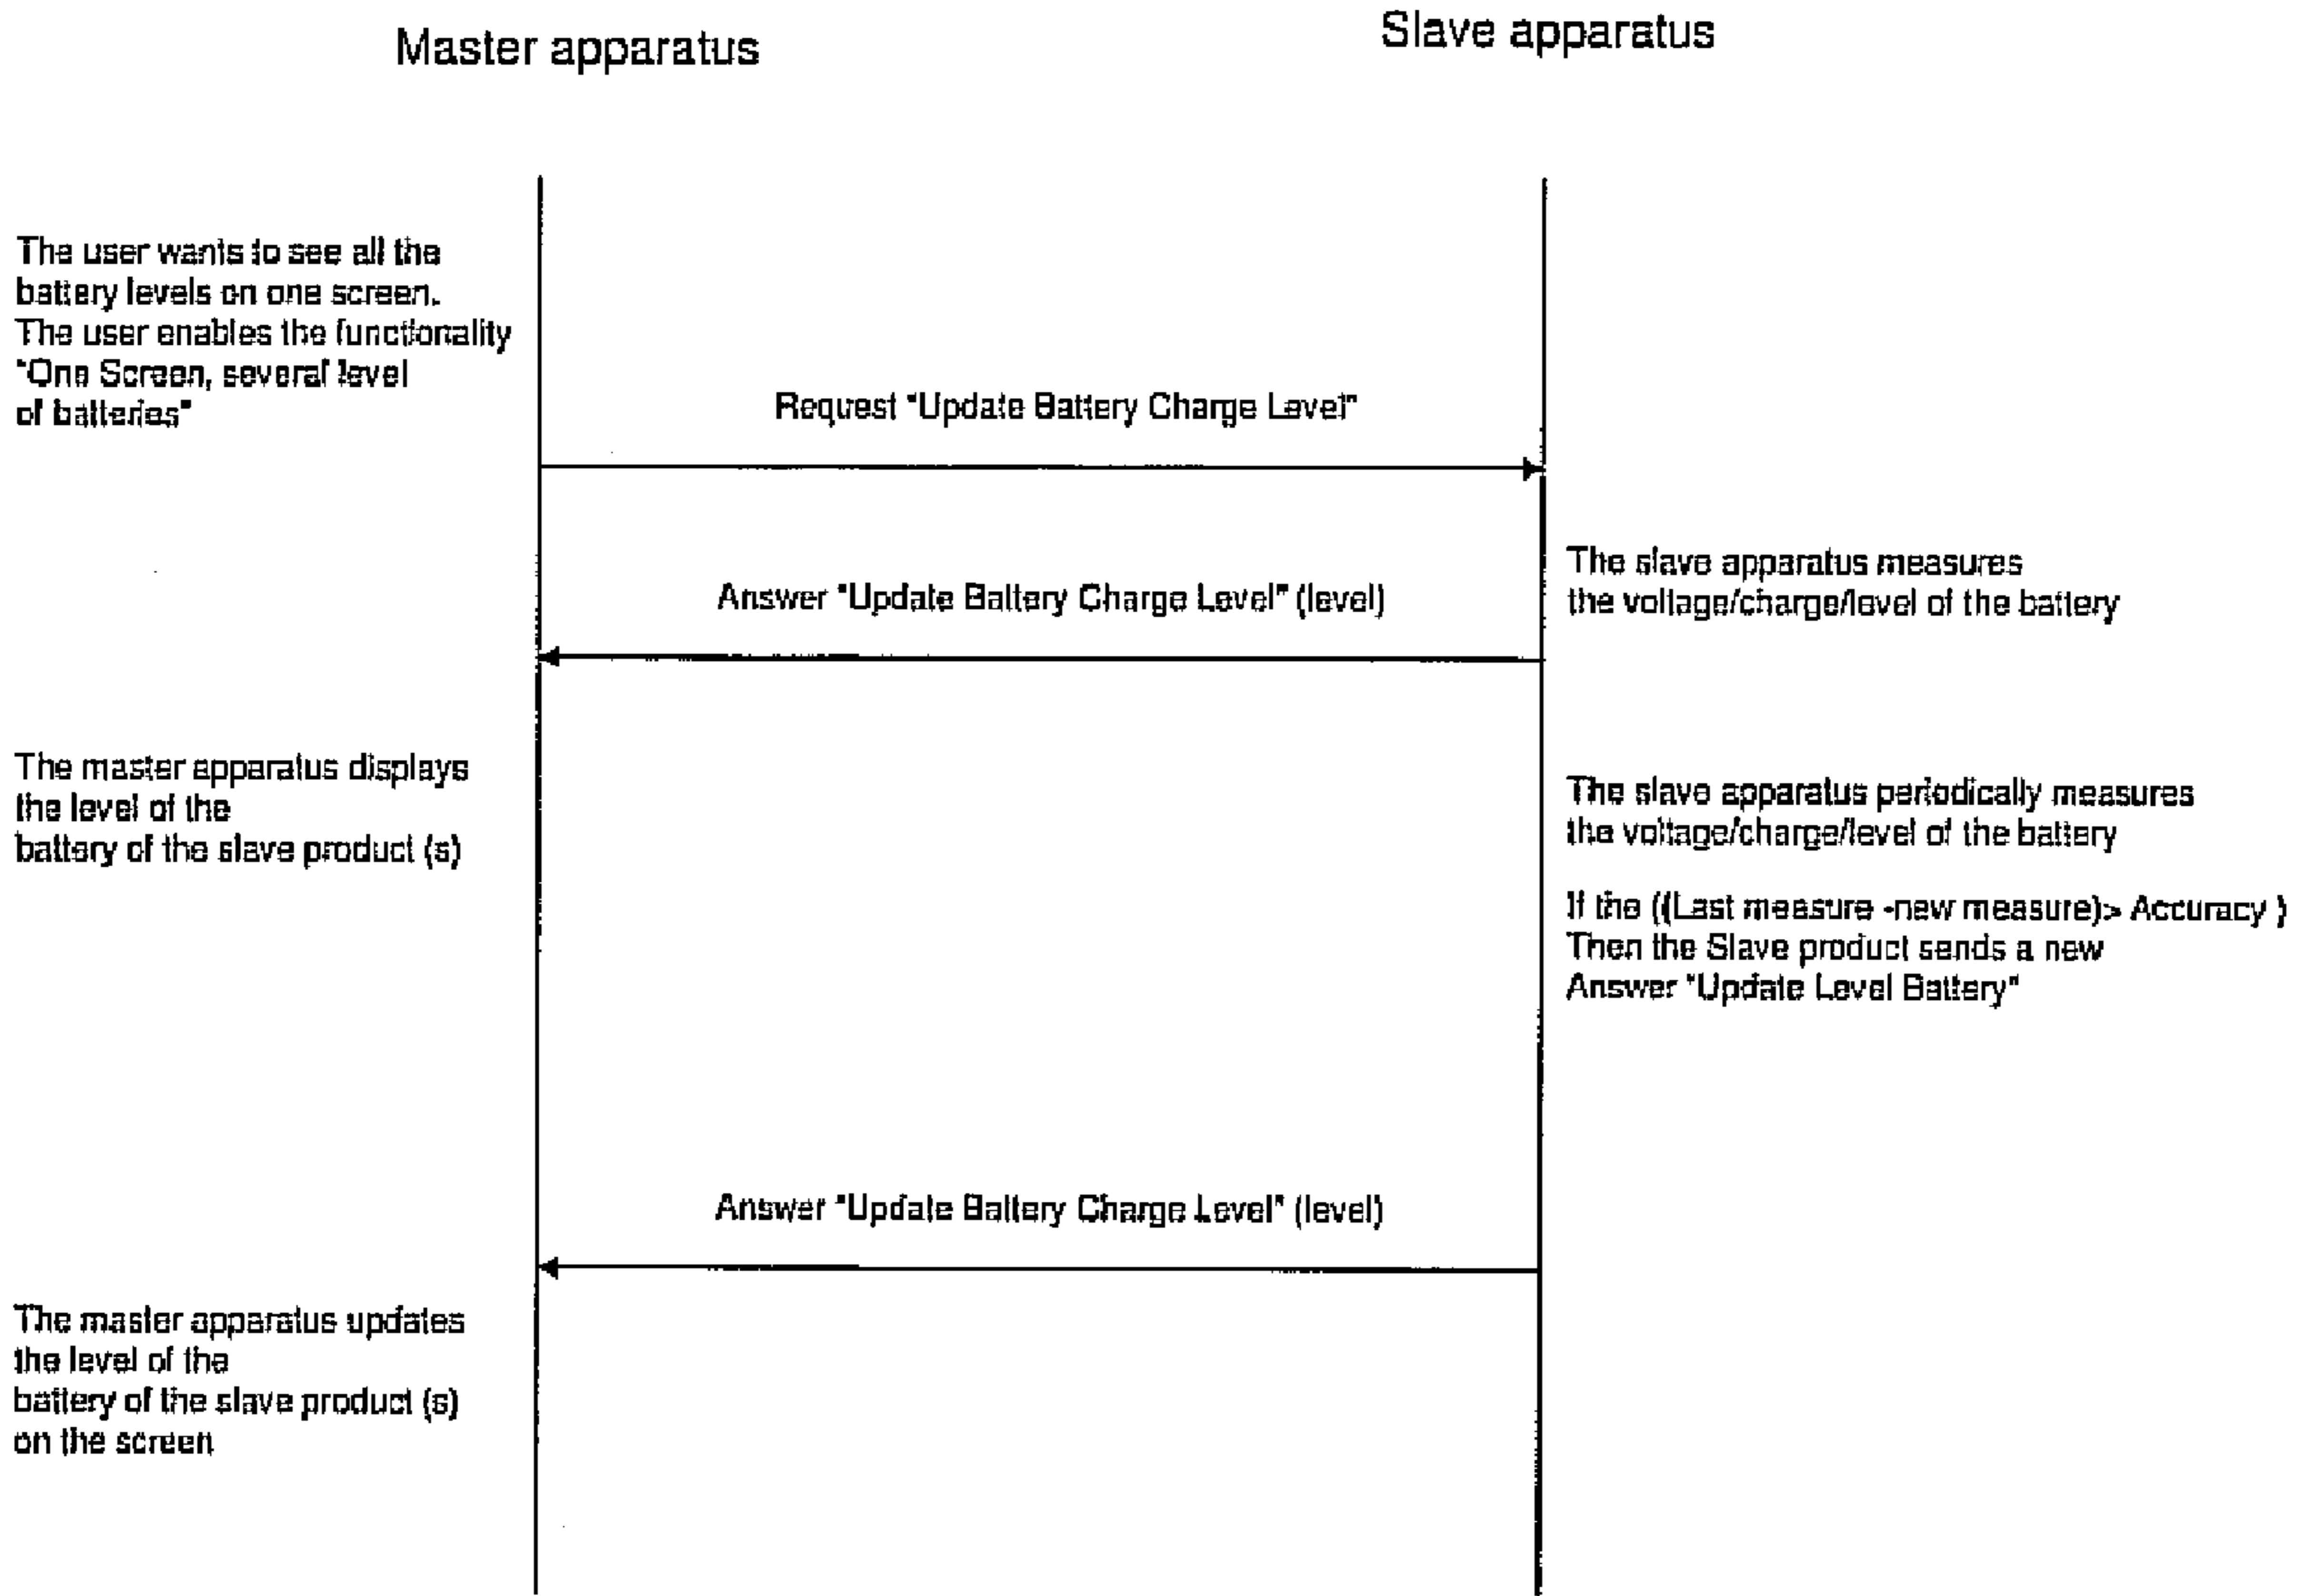 Master apparatus
Slave apparatus
The user wants to see all the
battery levels on one screen.
The user enables the functionality
"One Screen, several level
of batteries"
Request "Update Battery Charge Level"
The slave apparatus measures
the voltage/charge/level of the battery
Answer "Update Battery Charge Level" (level)
The master apparatus displays
the level of the
battery of the slave product (s)
The slave apparatus periodically measures
the voltage/charge/level of the battery
If the ((Last measure -new measure)> Accuracy )
Then the Slave product sends a new
Answer "Update Level Battery"
Answer "Update Battery Charge Level" (level)
The master apparatus updates
the level of the
battery of the slave product (s)
on the screen